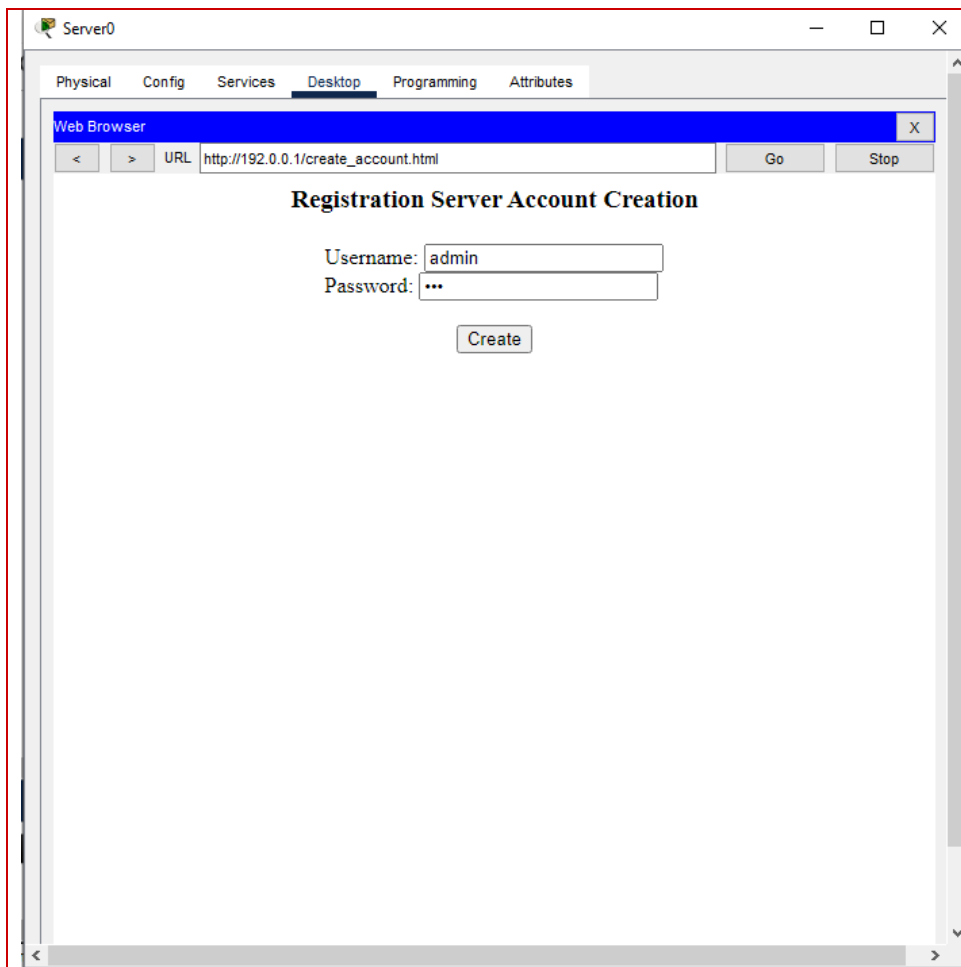 Server0
Physical Config Services Desktop Programming Attributes
Web Browser X
< > URL http://192.0.0.1/create_account.html Go Stop
Registration Server Account Creation
Username: admin
Password: •••
Create